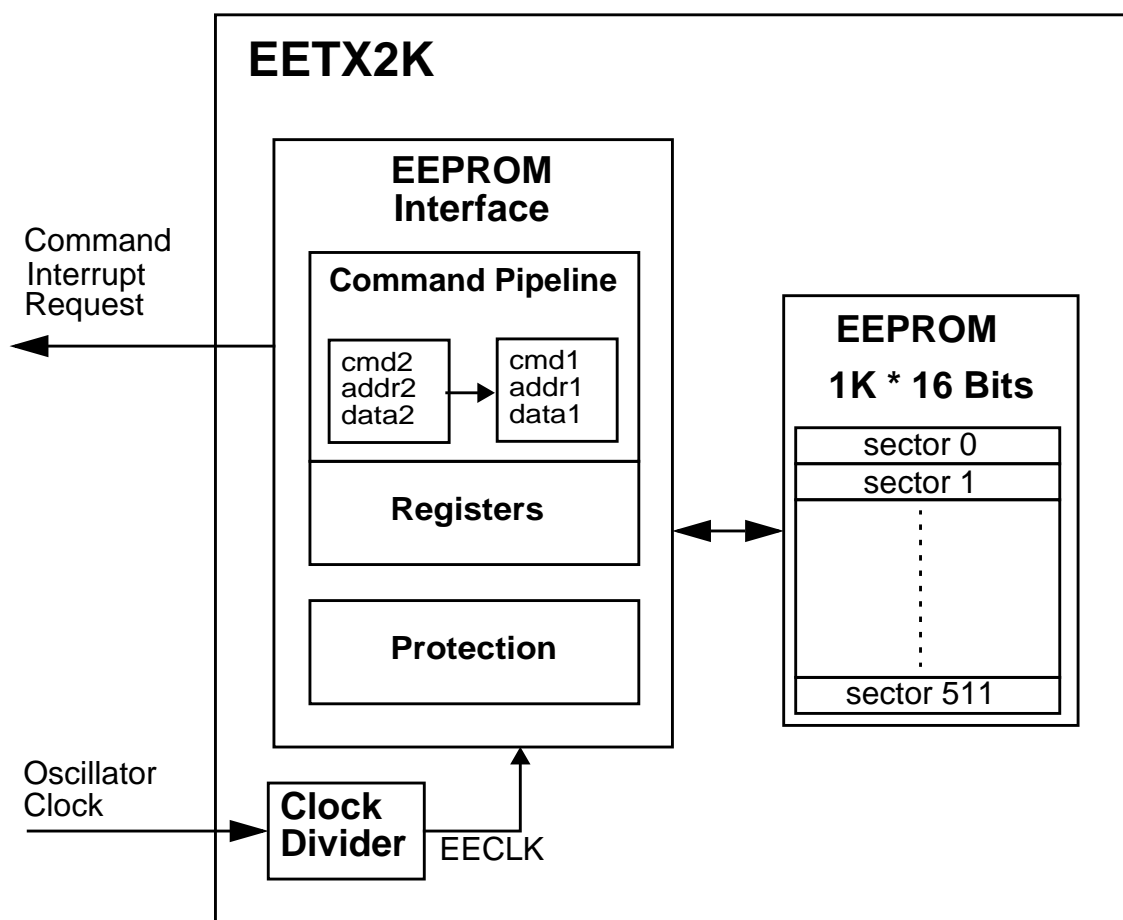 EETX2K
EEPROM
Interface
Command
Interrupt
Request
Command Pipeline
cmd2
addr2
data2
cmd1
addr1
data1
Registers
Protection
EEPROM
1K * 16 Bits
sector 0
sector 1
sector 511
Oscillator
Clock
Clock
Divider
EECLK